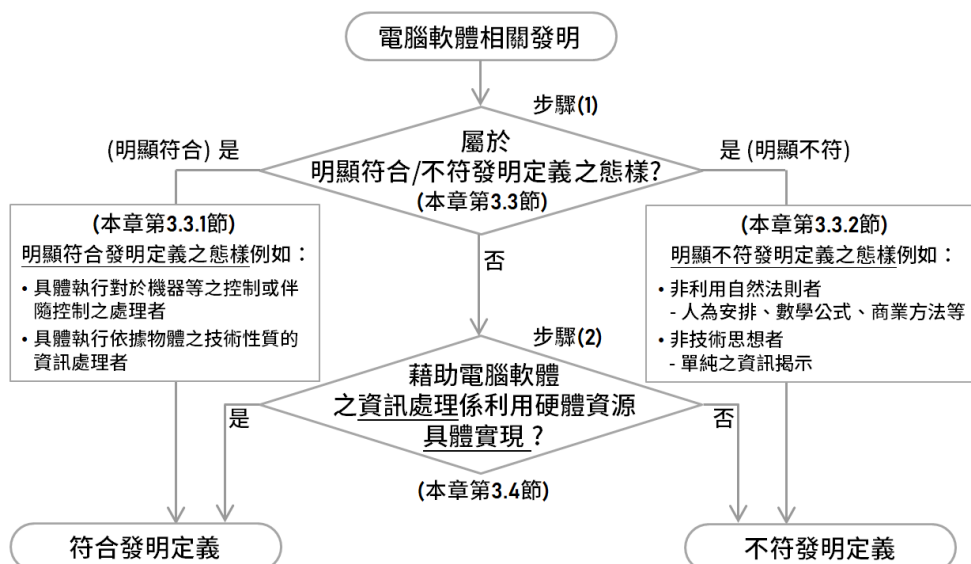 電腦軟體相關發明
步驟(1)
屬於
明顯符合/不符發明定義之態樣?
(本章第3.3節)
(明顯符合) 是
是 (明顯不符)
(本章第3.3.1節)
明顯符合發明定義之態樣例如：
• 具體執行對於機器等之控制或伴
隨控制之處理者
• 具體執行依據物體之技術性質的
資訊處理者
(本章第3.3.2節)
明顯不符發明定義之態樣例如：
• 非利用自然法則者
- 人為安排、數學公式、商業方法等
• 非技術思想者
- 單純之資訊揭示
否
步驟(2)
藉助電腦軟體
之資訊處理係利用硬體資源
具體實現？
(本章第3.4節)
是
否
符合發明定義
不符發明定義